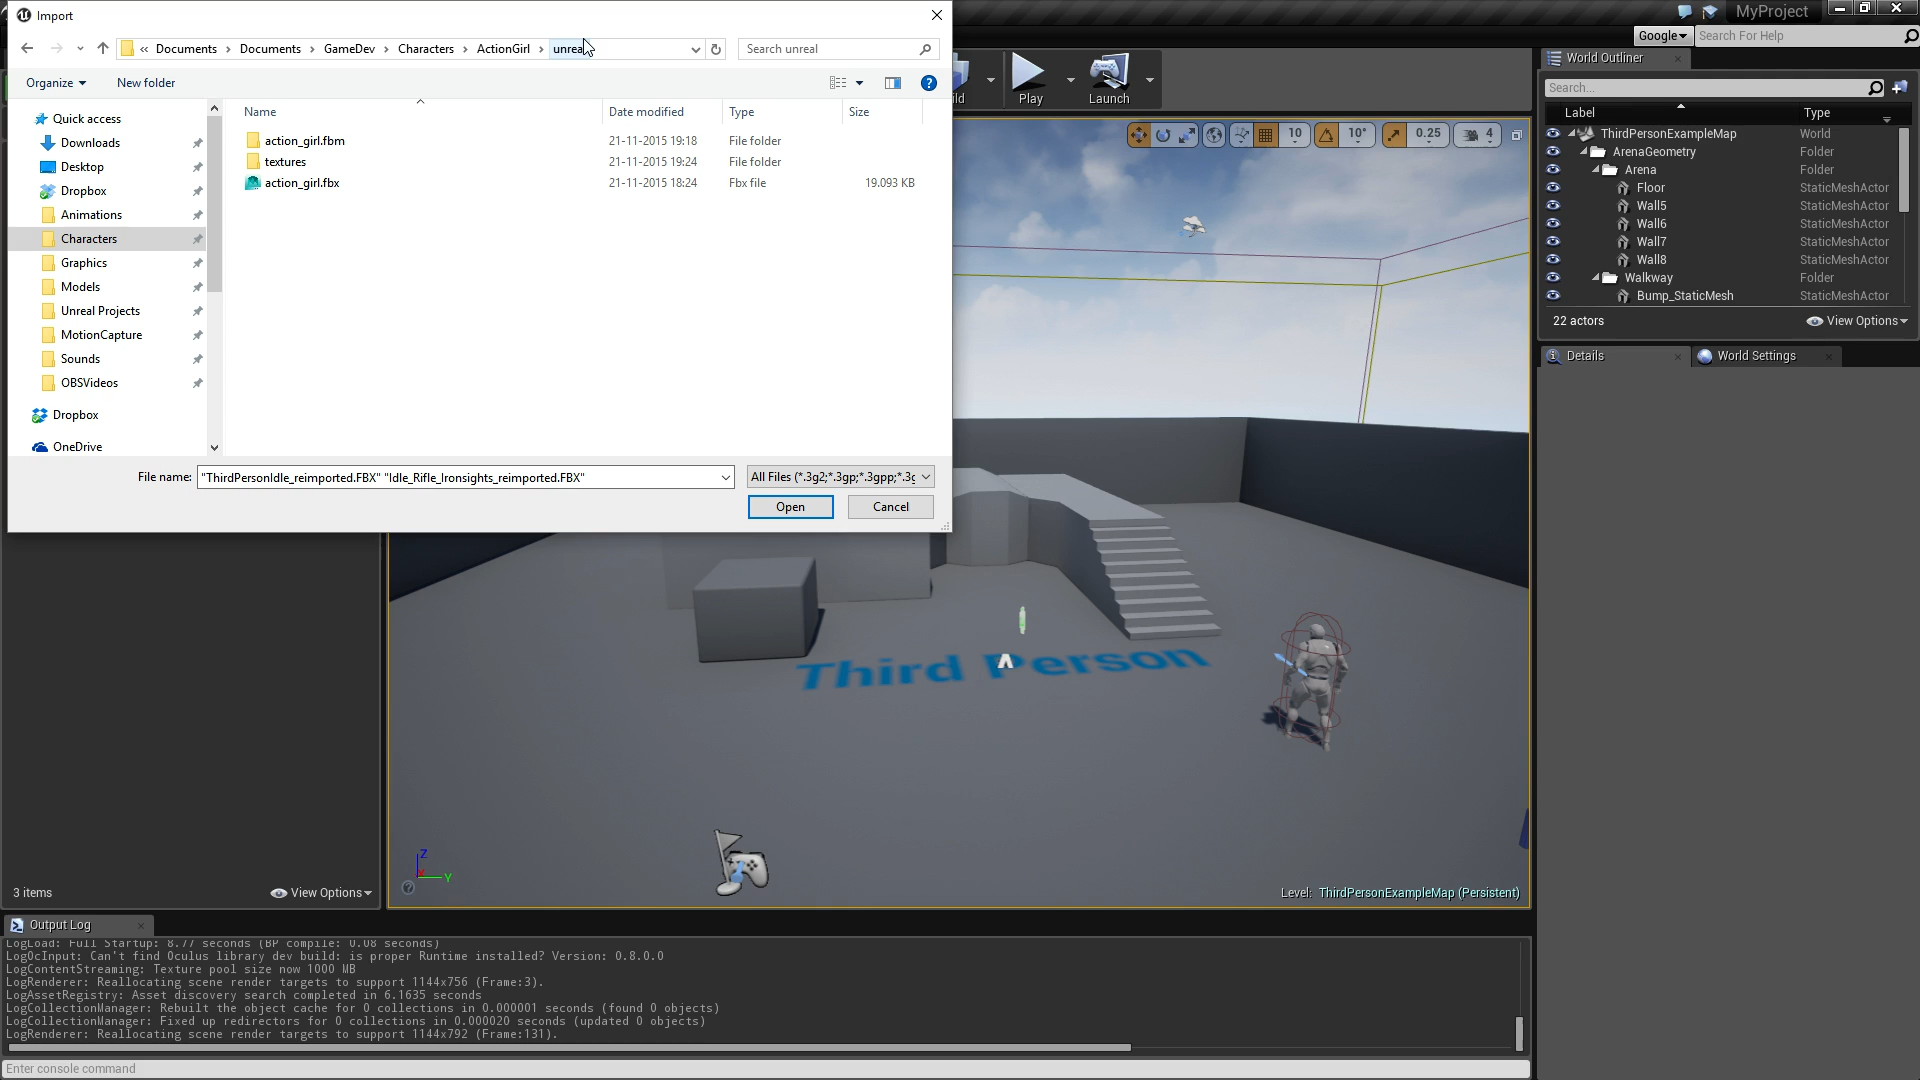 Import
MyProject
« Documents › Documents › GameDev › Characters › ActionGirl › unreal
Search unreal
Google
Search For Help
Organize
New folder
Play
Launch
World Outliner
Search...
Label
Type
Name
Date modified
Type
Size
action_girl.fbm
21-11-2015 19:18
File folder
textures
21-11-2015 19:24
File folder
action_girl.fbx
21-11-2015 18:24
Fbx file
19.093 KB
Quick access
Downloads
Desktop
Dropbox
Animations
Characters
Graphics
Models
Unreal Projects
MotionCapture
Sounds
OBSVideos
Dropbox
OneDrive
10
10°
0.25
4
ThirdPersonExampleMap
World
ArenaGeometry
Folder
Arena
Folder
Floor
StaticMeshActor
Wall5
StaticMeshActor
Wall6
StaticMeshActor
Wall7
StaticMeshActor
Wall8
StaticMeshActor
Walkway
Folder
Bump_StaticMesh
StaticMeshActor
22 actors
View Options
Details
World Settings
File name:
"ThirdPersonIdle_reimported.FBX" "Idle_Rifle_Ironsights_reimported.FBX"
All Files (*.3g2;*.3gp;*.3gpp;*.3g
Open
Cancel
Third Person
Z
Y
3 items
View Options
Level: ThirdPersonExampleMap (Persistent)
Output Log
LogLoad: Full Startup: 8.77 seconds (BP compile: 0.08 seconds)
LogOcInput: Can't find Oculus library dev build: is proper Runtime installed? Version: 0.8.0.0
LogContentStreaming: Texture pool size now 1000 MB
LogRenderer: Reallocating scene render targets to support 1144x756 (Frame:3).
LogAssetRegistry: Asset discovery search completed in 6.1635 seconds
LogCollectionManager: Rebuilt the object cache for 0 collections in 0.000001 seconds (found 0 objects)
LogCollectionManager: Fixed up redirectors for 0 collections in 0.000020 seconds (updated 0 objects)
LogRenderer: Reallocating scene render targets to support 1144x792 (Frame:131).
Enter console command